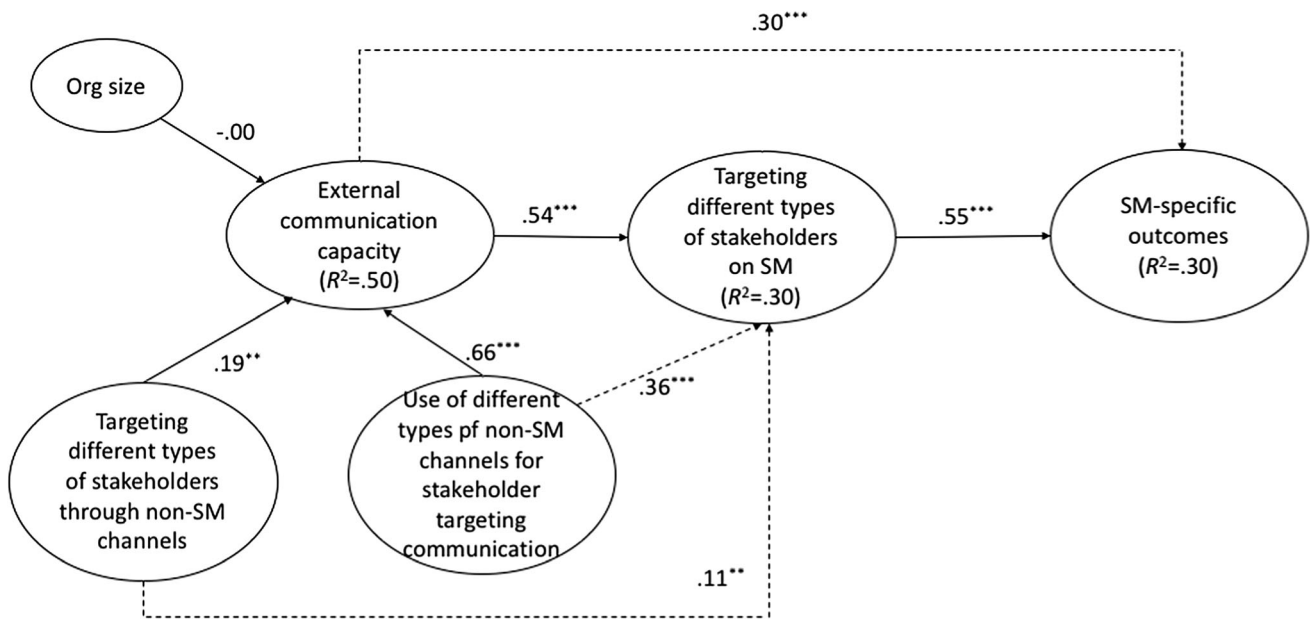 .30***
Org size
-.00
External
communication
capacity
(R²=.50)
.54***
Targeting
different types
of stakeholders
on SM
(R²=.30)
.55***
SM-specific
outcomes
(R²=.30)
.19**
.66***
.36***
Targeting
different types
of stakeholders
through non-SM
channels
Use of different
types pf non-SM
channels for
stakeholder
targeting
communication
.11**